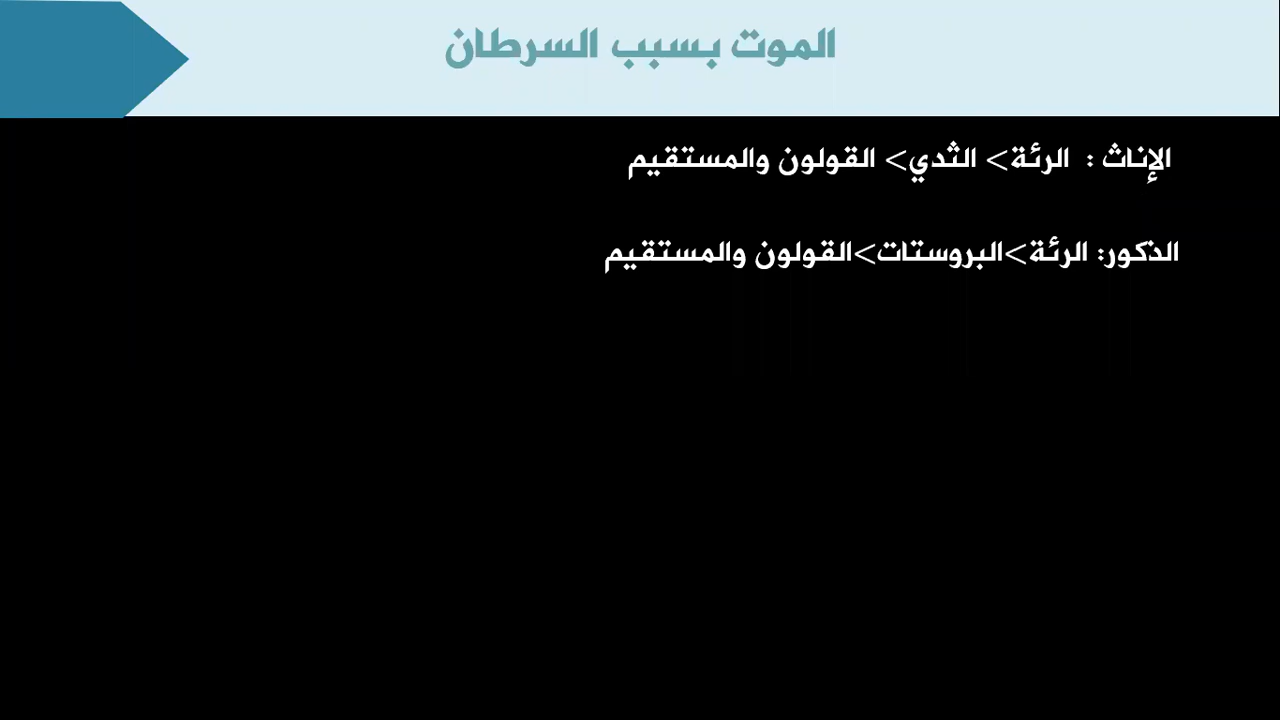 الموت بسبب السرطان
الإناث : الرئة> الثدي> القولون والمستقيم
الذكور: الرئة>البروستات>القولون والمستقيم